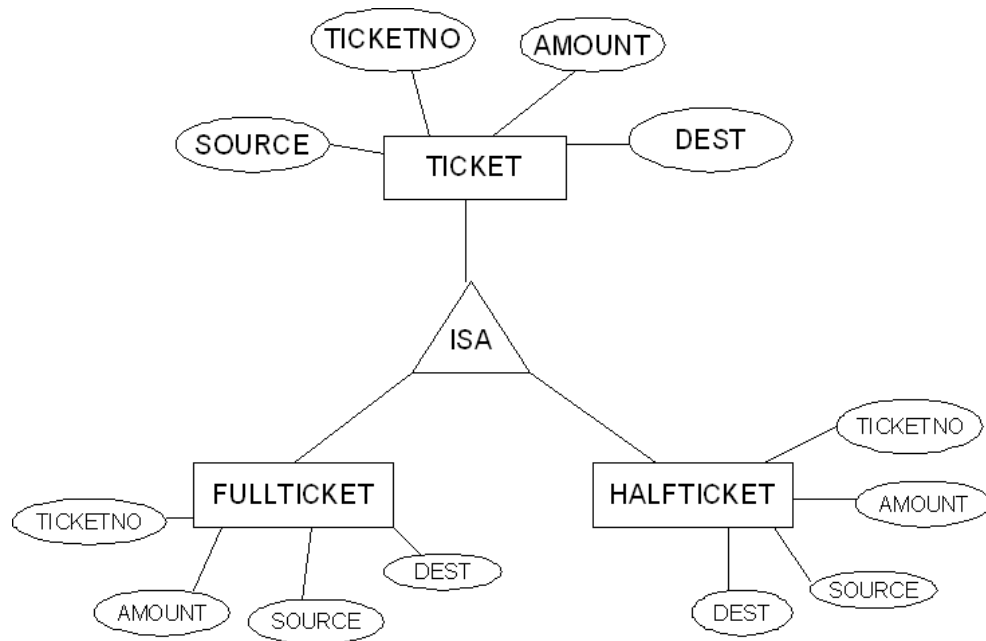 TICKETNO
AMOUNT
SOURCE
DEST
TICKET
ISA
TICKETNO
FULLTICKET
HALFTICKET
TICKETNO
AMOUNT
DEST
SOURCE
AMOUNT
SOURCE
DEST